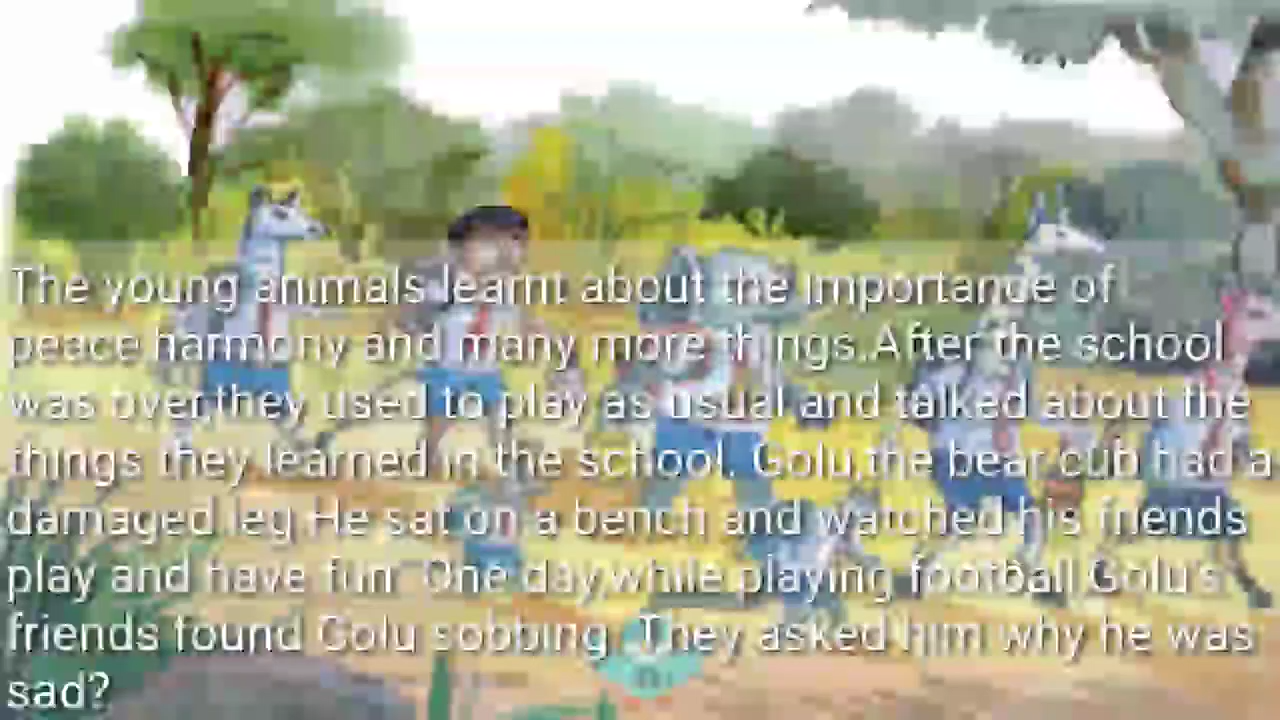 The young animals learnt about the importance of
peace harmony and many more things.After the school
was over,they used to play as usual and talked about the
things they learned in the school. Golu,the bear cub had a
damaged leg.He sat on a bench and watched his friends
play and have fun. One day,while playing football,Golu's
friends found Golu sobbing. They asked him why he was
sad?